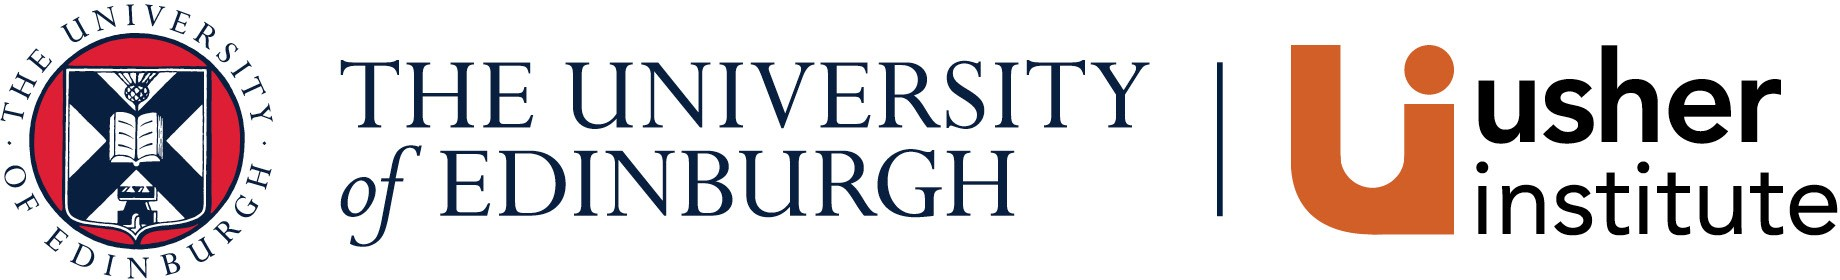 THE UNIVERSITY
· OF EDINBURGH ·
THE UNIVERSITY
of EDINBURGH
usher
institute